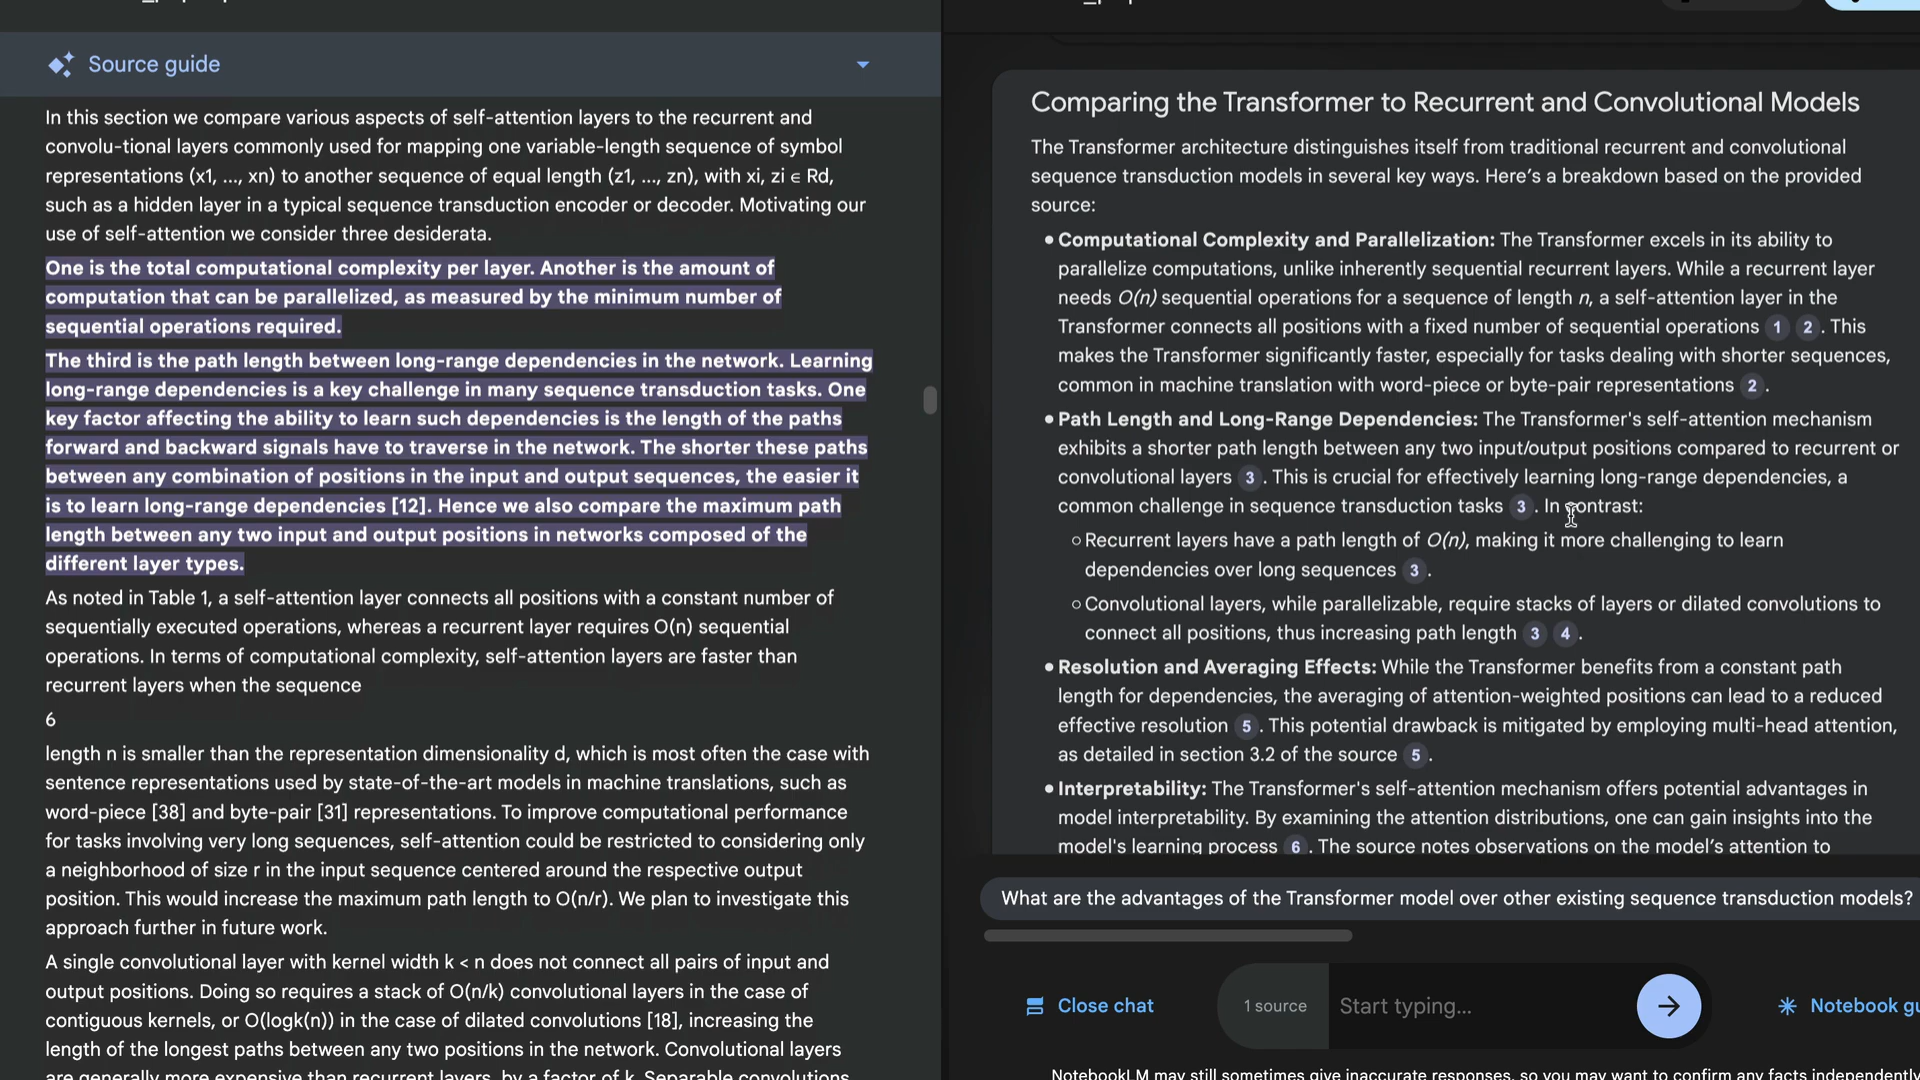 Source guide
In this section we compare various aspects of self-attention layers to the recurrent and
convolu-tional layers commonly used for mapping one variable-length sequence of symbol
representations (x1, ..., xn) to another sequence of equal length (z1, ..., zn), with xi, zi ∈ Rd,
such as a hidden layer in a typical sequence transduction encoder or decoder. Motivating our
use of self-attention we consider three desiderata.
One is the total computational complexity per layer. Another is the amount of
computation that can be parallelized, as measured by the minimum number of
sequential operations required.
The third is the path length between long-range dependencies in the network. Learning
long-range dependencies is a key challenge in many sequence transduction tasks. One
key factor affecting the ability to learn such dependencies is the length of the paths
forward and backward signals have to traverse in the network. The shorter these paths
between any combination of positions in the input and output sequences, the easier it
is to learn long-range dependencies [12]. Hence we also compare the maximum path
length between any two input and output positions in networks composed of the
different layer types.
As noted in Table 1, a self-attention layer connects all positions with a constant number of
sequentially executed operations, whereas a recurrent layer requires O(n) sequential
operations. In terms of computational complexity, self-attention layers are faster than
recurrent layers when the sequence
6
length n is smaller than the representation dimensionality d, which is most often the case with
sentence representations used by state-of-the-art models in machine translations, such as
word-piece [38] and byte-pair [31] representations. To improve computational performance
for tasks involving very long sequences, self-attention could be restricted to considering only
a neighborhood of size r in the input sequence centered around the respective output
position. This would increase the maximum path length to O(n/r). We plan to investigate this
approach further in future work.
A single convolutional layer with kernel width k < n does not connect all pairs of input and
output positions. Doing so requires a stack of O(n/k) convolutional layers in the case of
contiguous kernels, or O(logk(n)) in the case of dilated convolutions [18], increasing the
length of the longest paths between any two positions in the network. Convolutional layers
are generally more expensive than recurrent layers, by a factor of k. Separable convolutions
Comparing the Transformer to Recurrent and Convolutional Models
The Transformer architecture distinguishes itself from traditional recurrent and convolutional
sequence transduction models in several key ways. Here's a breakdown based on the provided
source:
• Computational Complexity and Parallelization: The Transformer excels in its ability to
parallelize computations, unlike inherently sequential recurrent layers. While a recurrent layer
needs O(n) sequential operations for a sequence of length n, a self-attention layer in the
Transformer connects all positions with a fixed number of sequential operations 1 2 . This
makes the Transformer significantly faster, especially for tasks dealing with shorter sequences,
common in machine translation with word-piece or byte-pair representations 2 .
• Path Length and Long-Range Dependencies: The Transformer's self-attention mechanism
exhibits a shorter path length between any two input/output positions compared to recurrent or
convolutional layers 3 . This is crucial for effectively learning long-range dependencies, a
common challenge in sequence transduction tasks 3 . In contrast:
○ Recurrent layers have a path length of O(n), making it more challenging to learn
dependencies over long sequences 3 .
○ Convolutional layers, while parallelizable, require stacks of layers or dilated convolutions to
connect all positions, thus increasing path length 3 4 .
• Resolution and Averaging Effects: While the Transformer benefits from a constant path
length for dependencies, the averaging of attention-weighted positions can lead to a reduced
effective resolution 5 . This potential drawback is mitigated by employing multi-head attention,
as detailed in section 3.2 of the source 5 .
• Interpretability: The Transformer's self-attention mechanism offers potential advantages in
model interpretability. By examining the attention distributions, one can gain insights into the
model's learning process 6 . The source notes observations on the model's attention to
What are the advantages of the Transformer model over other existing sequence transduction models?
Close chat
1 source
Start typing...
Notebook gu
NotebookLM may still sometimes give inaccurate responses, so you may want to confirm any facts independently